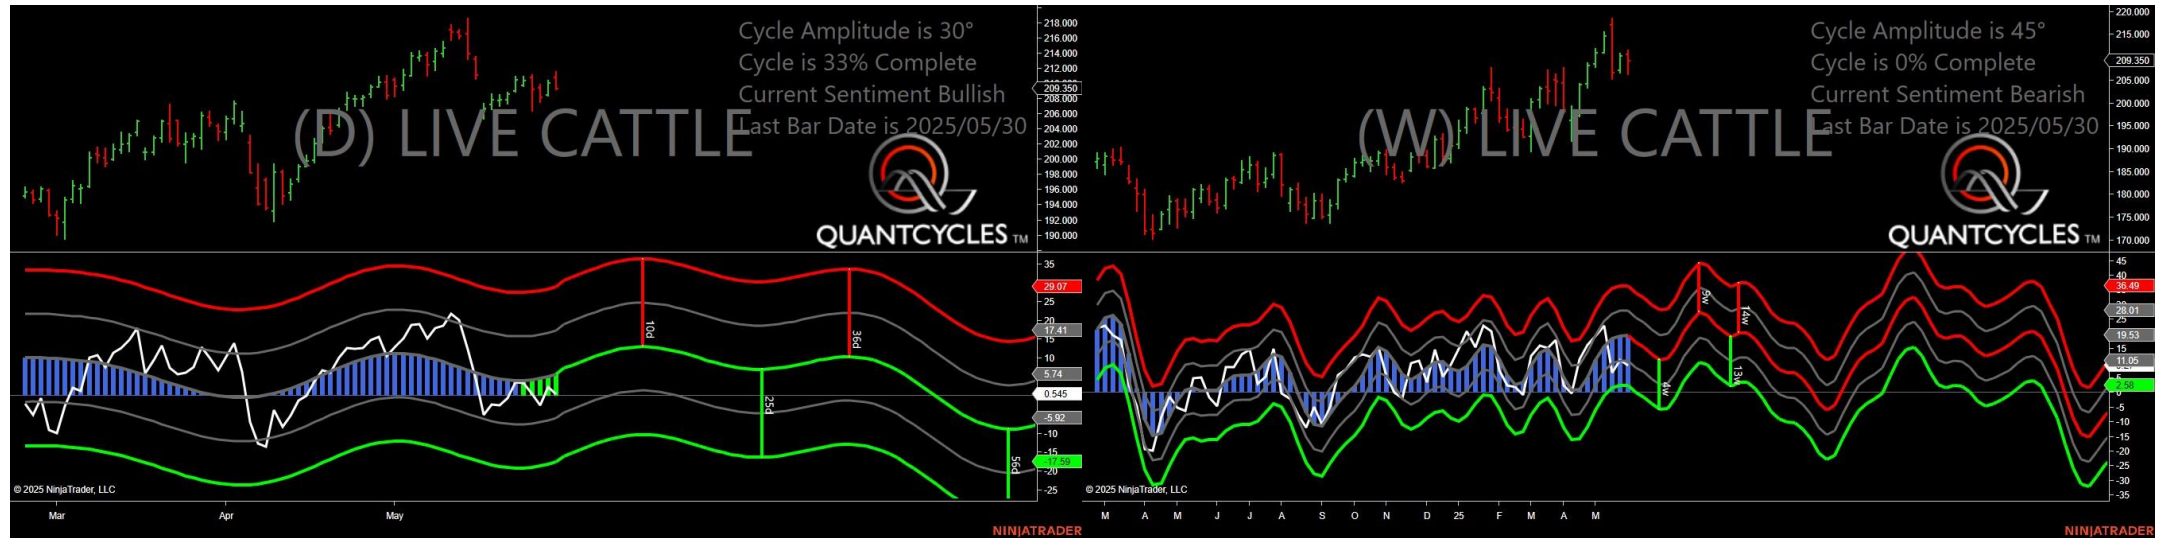 Cycle Amplitude is 30°
Cycle is 33% Complete
Current Sentiment Bullish
Last Bar Date is 2025/05/30
(D) LIVE CATTLE
QUANTCYCLES TM
218.000
216.000
214.000
212.000
209.350
208.000
206.000
204.000
202.000
200.000
198.000
196.000
194.000
192.000
190.000
35
29.07
25
20
17.41
15
10
5.74
0.545
-5.92
-10
-15
-17.59
-20
-25
10d
25d
36d
56d
© 2025 NinjaTrader, LLC
Mar Apr May
NINJATRADER
Cycle Amplitude is 45°
Cycle is 0% Complete
Current Sentiment Bearish
Last Bar Date is 2025/05/30
(W) LIVE CATTLE
QUANTCYCLES TM
220.000
215.000
209.350
205.000
200.000
195.000
190.000
185.000
180.000
175.000
170.000
45
40
36.49
28.01
25
19.53
15
11.05
5
2.58
0
-5
-10
-15
-20
-25
-30
-35
4w
9w
13w
14w
© 2025 NinjaTrader, LLC
M A M J J A S O N D 25 F M A M
NINJATRADER